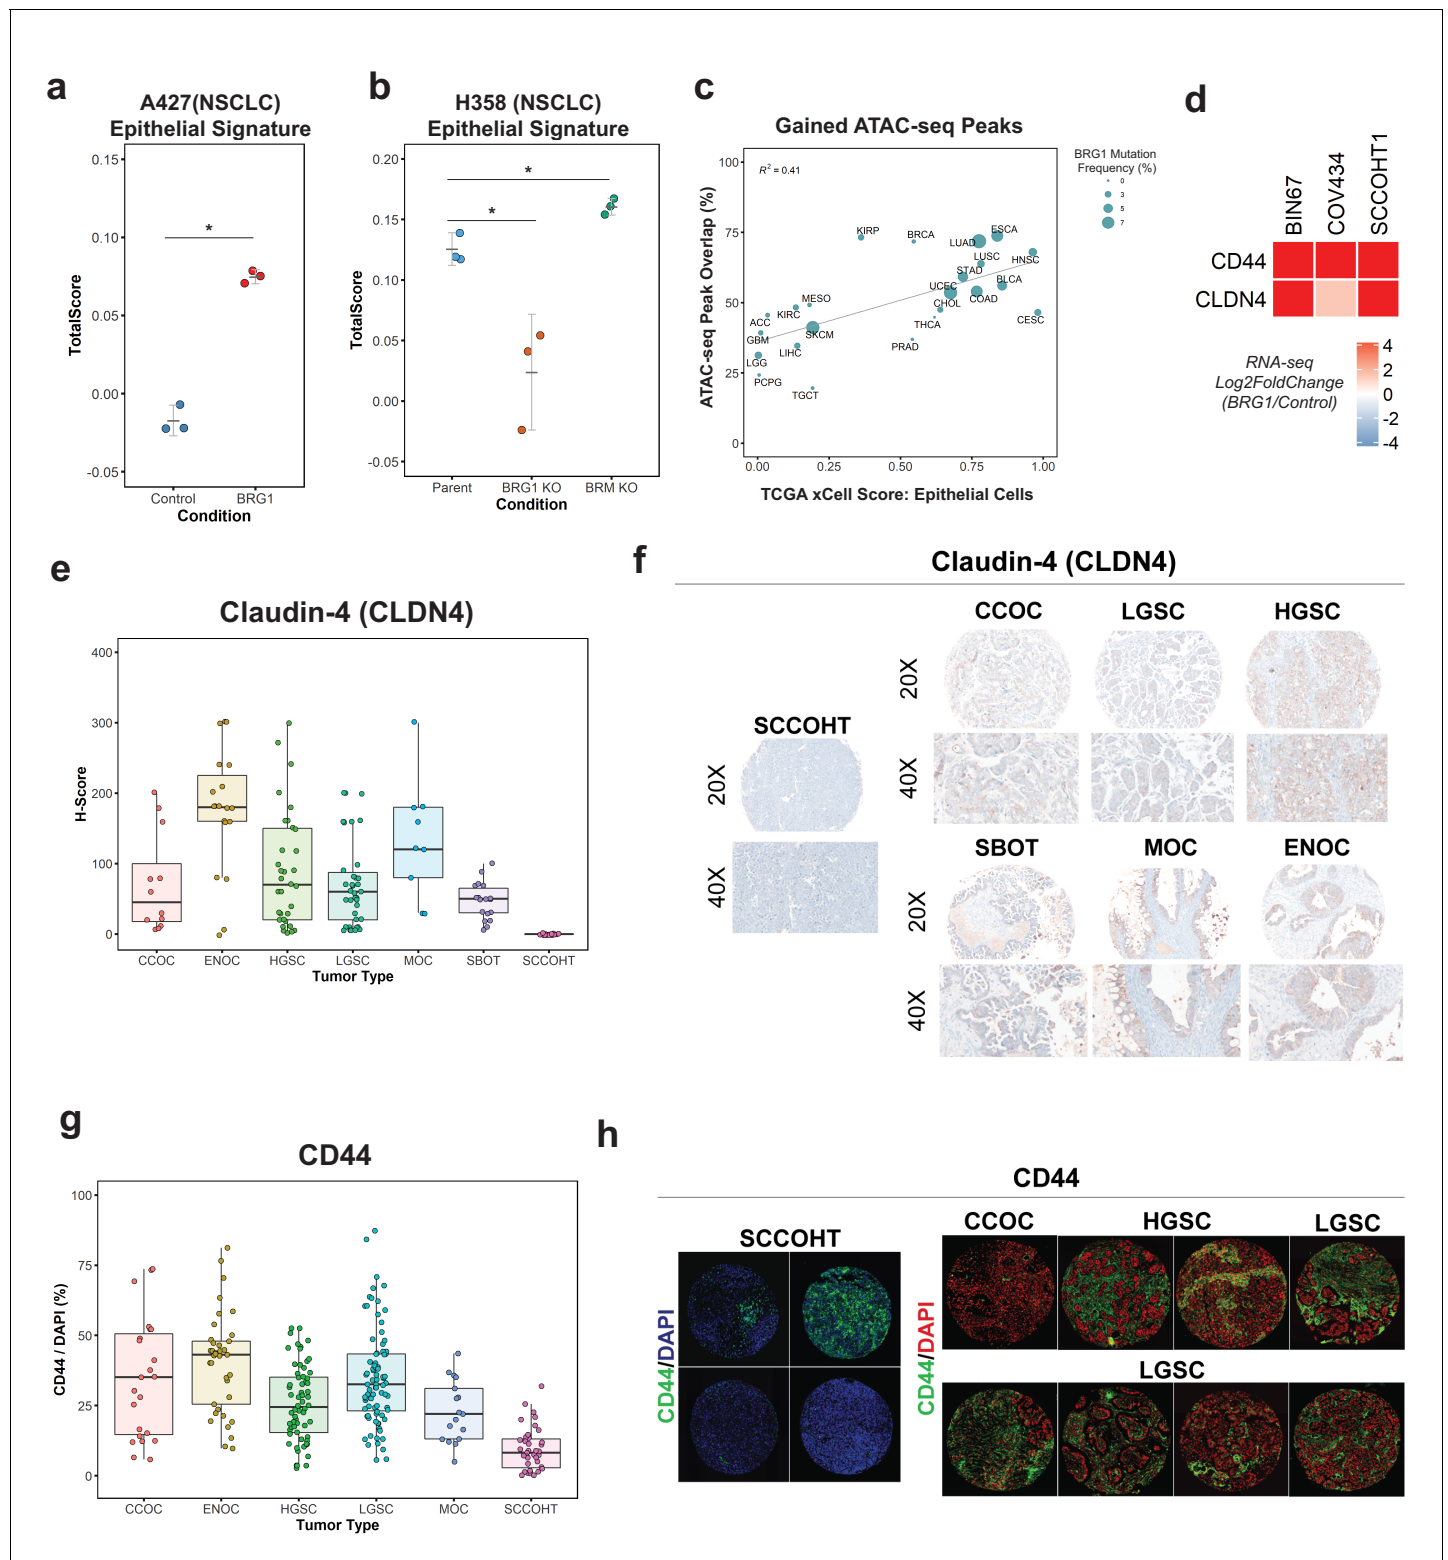 a
A427(NSCLC)
Epithelial Signature
0.15
0.10
0.05
0.00
-0.05
TotalScore
*
Control
BRG1
Condition
b
H358 (NSCLC)
Epithelial Signature
0.20
0.15
0.10
0.05
0.00
-0.05
TotalScore
*
*
Parent
BRG1 KO
BRM KO
Condition
c
Gained ATAC-seq Peaks
R² = 0.41
100
75
50
25
0
ATAC-seq Peak Overlap (%)
KIRP
BRCA
LUAD
ESCA
LUSC
HNSC
STAD
BLCA
UCEC
COAD
CHOL
CESC
THCA
PRAD
MESO
KIRC
ACC
SKCM
GBM
LIHC
LGG
PCPG
TGCT
0.00
0.25
0.50
0.75
1.00
TCGA xCell Score: Epithelial Cells
BRG1 Mutation
Frequency (%)
0
3
5
7
d
BIN67
COV434
SCCOHT1
CD44
CLDN4
RNA-seq
Log2FoldChange
(BRG1/Control)
4
2
0
-2
-4
e
Claudin-4 (CLDN4)
400
300
200
100
0
H-Score
CCOC
ENOC
HGSC
LGSC
MOC
SBOT
SCCOHT
Tumor Type
f
Claudin-4 (CLDN4)
SCCOHT
20X
40X
CCOC
LGSC
HGSC
20X
40X
SBOT
MOC
ENOC
20X
40X
g
CD44
100
75
50
25
0
CD44 / DAPI (%)
CCOC
ENOC
HGSC
LGSC
MOC
SCCOHT
Tumor Type
h
CD44
SCCOHT
CD44/DAPI
CCOC
HGSC
LGSC
CD44/DAPI
LGSC